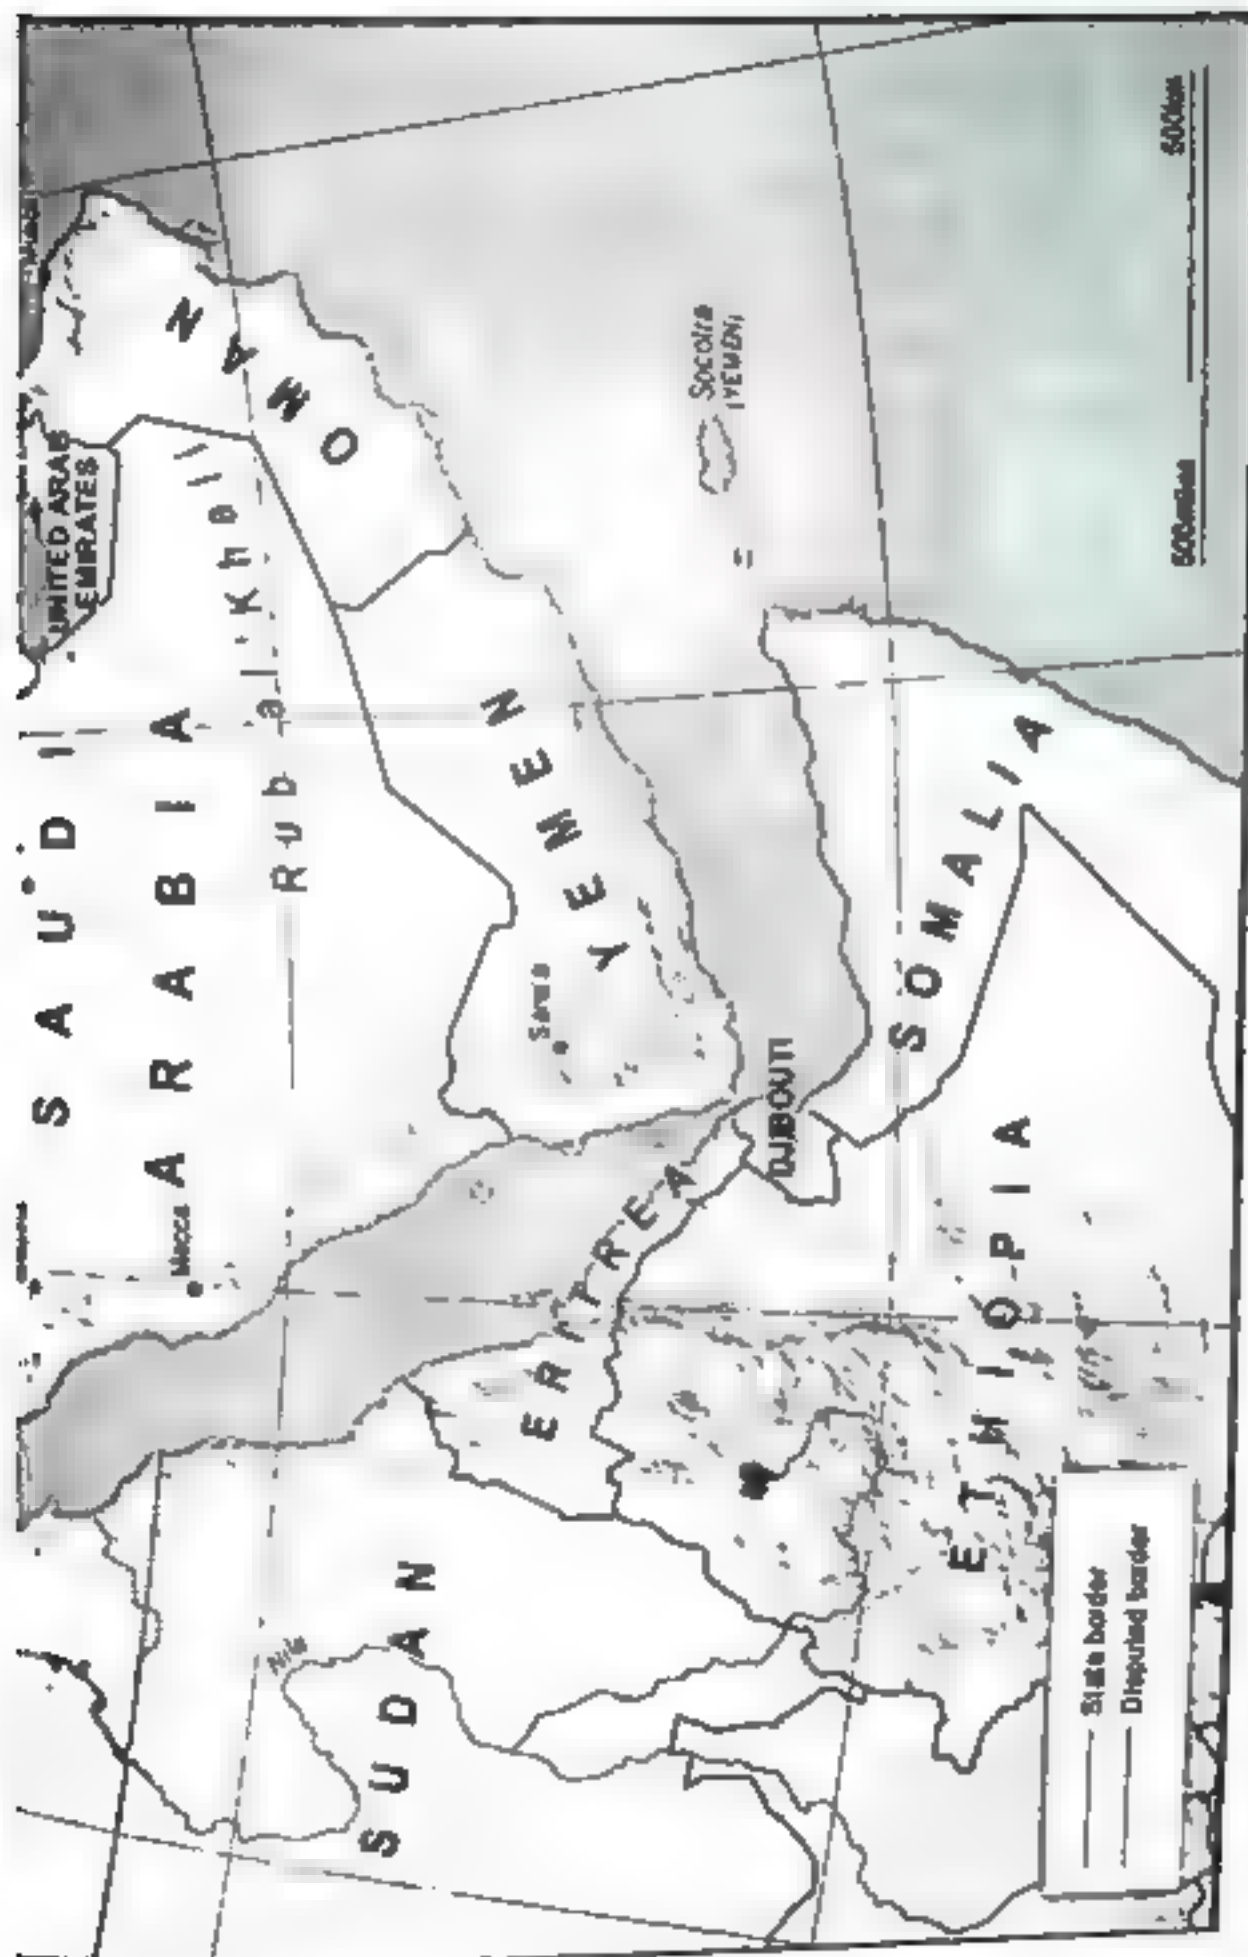 SAUDI
ARABIA
UNITED ARAB
EMIRATES
OMAN
Rub al' Khali
Mecca
YEMEN
Socotra
(YEMEN)
SUDAN
Nile
ERITREA
DJIBOUTI
SOMALIA
ETHIOPIA
State border
Disputed border
500miles
500km